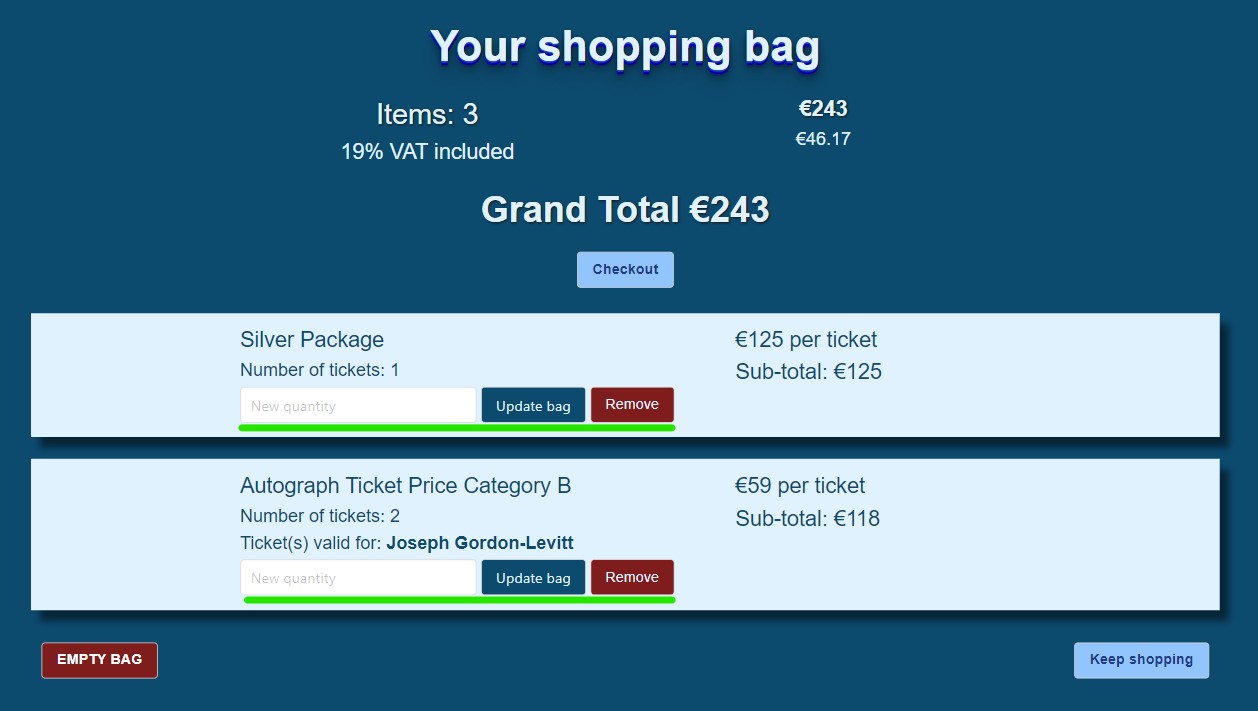 Your shopping bag
Items: 3
€243
19% VAT included
€46.17
Grand Total €243
Checkout
Silver Package
€125 per ticket
Number of tickets: 1
Sub-total: €125
New quantity
Update bag
Remove
Autograph Ticket Price Category B
€59 per ticket
Number of tickets: 2
Sub-total: €118
Ticket(s) valid for: Joseph Gordon-Levitt
New quantity
Update bag
Remove
EMPTY BAG
Keep shopping